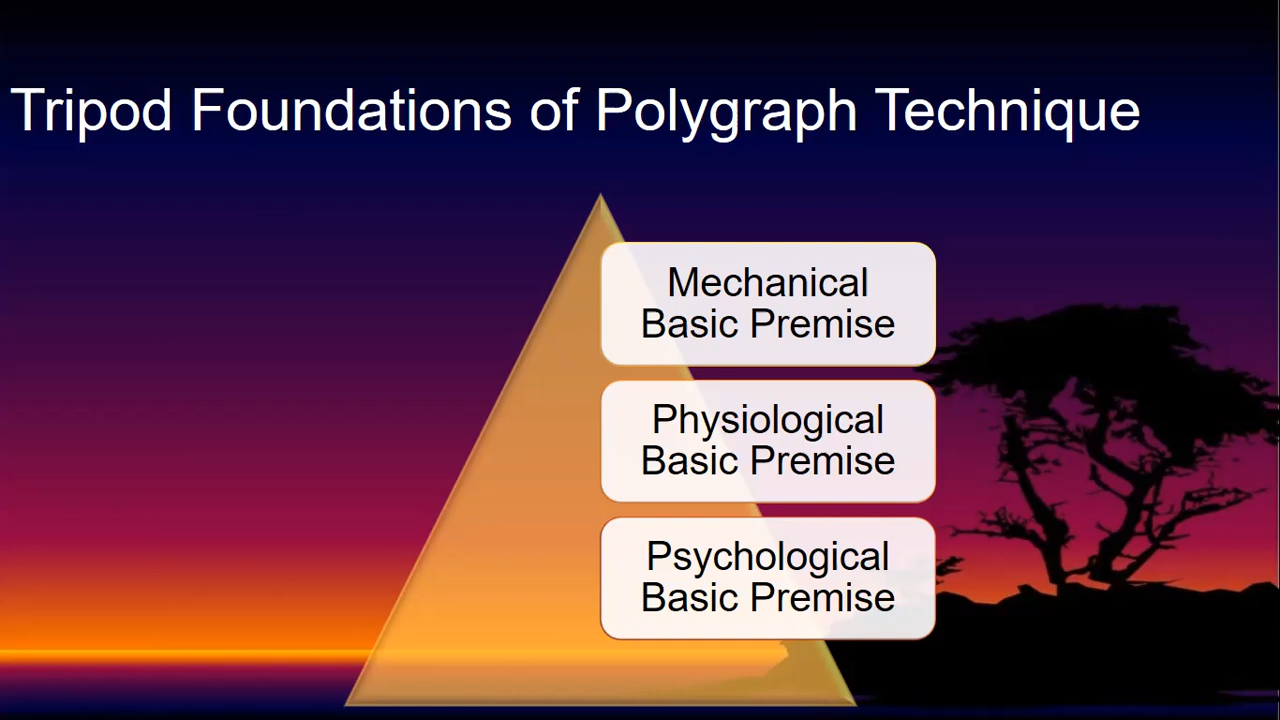 Tripod Foundations of Polygraph Technique
Mechanical
Basic Premise
Physiological
Basic Premise
Psychological
Basic Premise